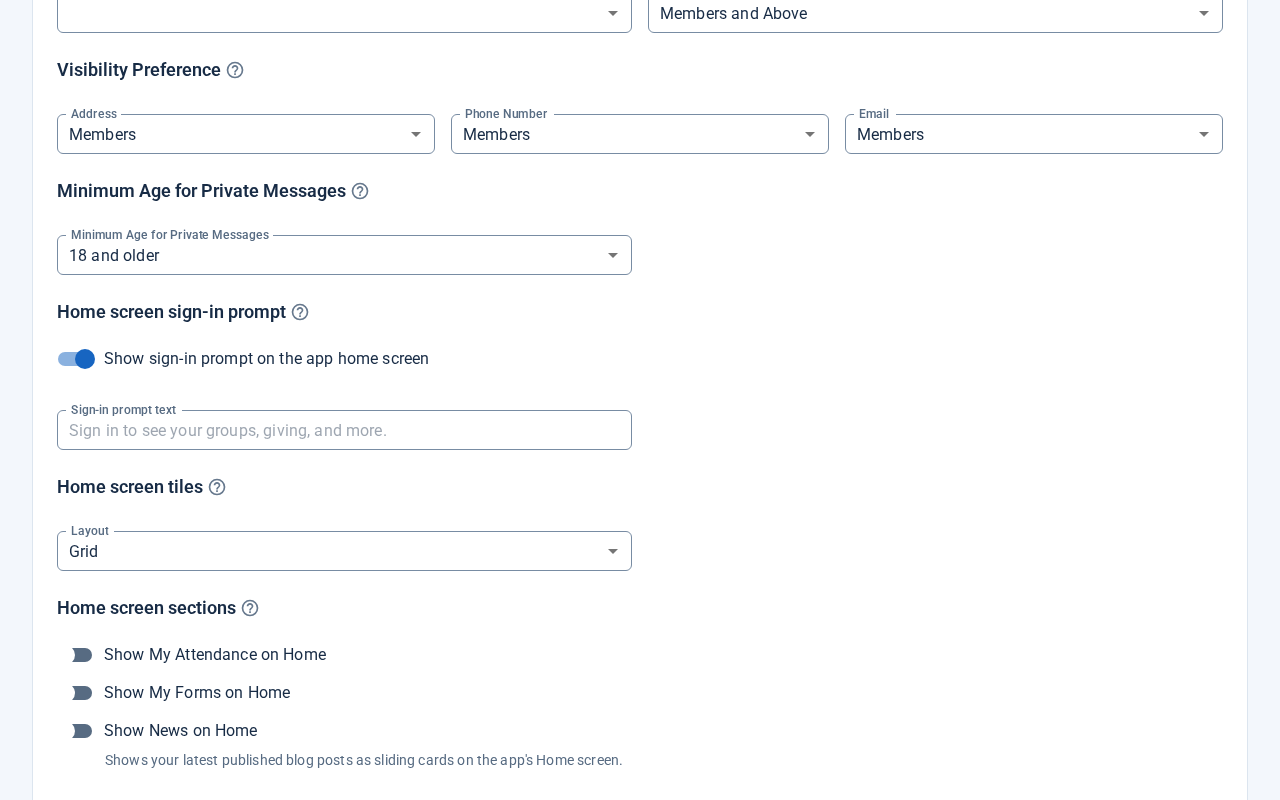 Members and Above
Visibility Preference
Address
Members
Phone Number
Members
Email
Members
Minimum Age for Private Messages
Minimum Age for Private Messages
18 and older
Home screen sign-in prompt
Show sign-in prompt on the app home screen
Sign-in prompt text
Sign in to see your groups, giving, and more.
Home screen tiles
Layout
Grid
Home screen sections
Show My Attendance on Home
Show My Forms on Home
Show News on Home
Shows your latest published blog posts as sliding cards on the app's Home screen.